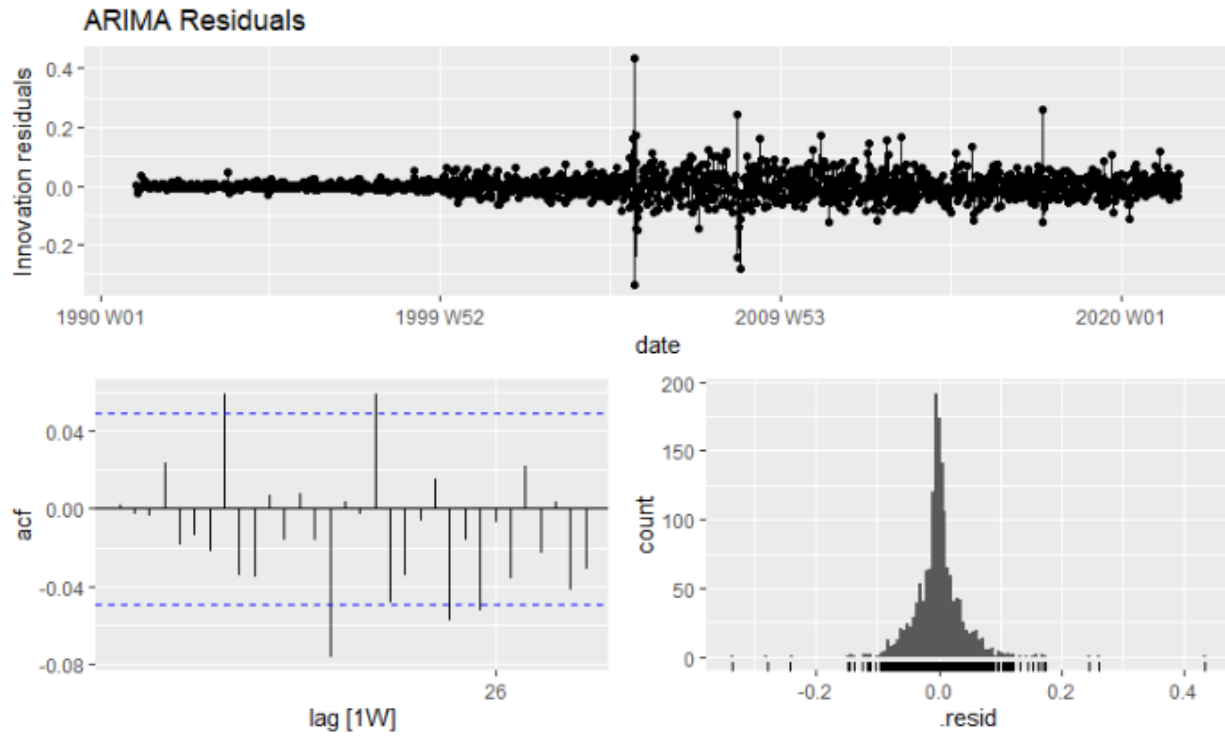 ARIMA Residuals
Innovation residuals
0.4
0.2
0.0
-0.2
1990 W01
1999 W52
2009 W53
2020 W01
date
acf
0.04
0.00
-0.04
-0.08
26
lag [1W]
count
200
150
100
50
0
-0.2
0.0
0.2
0.4
.resid